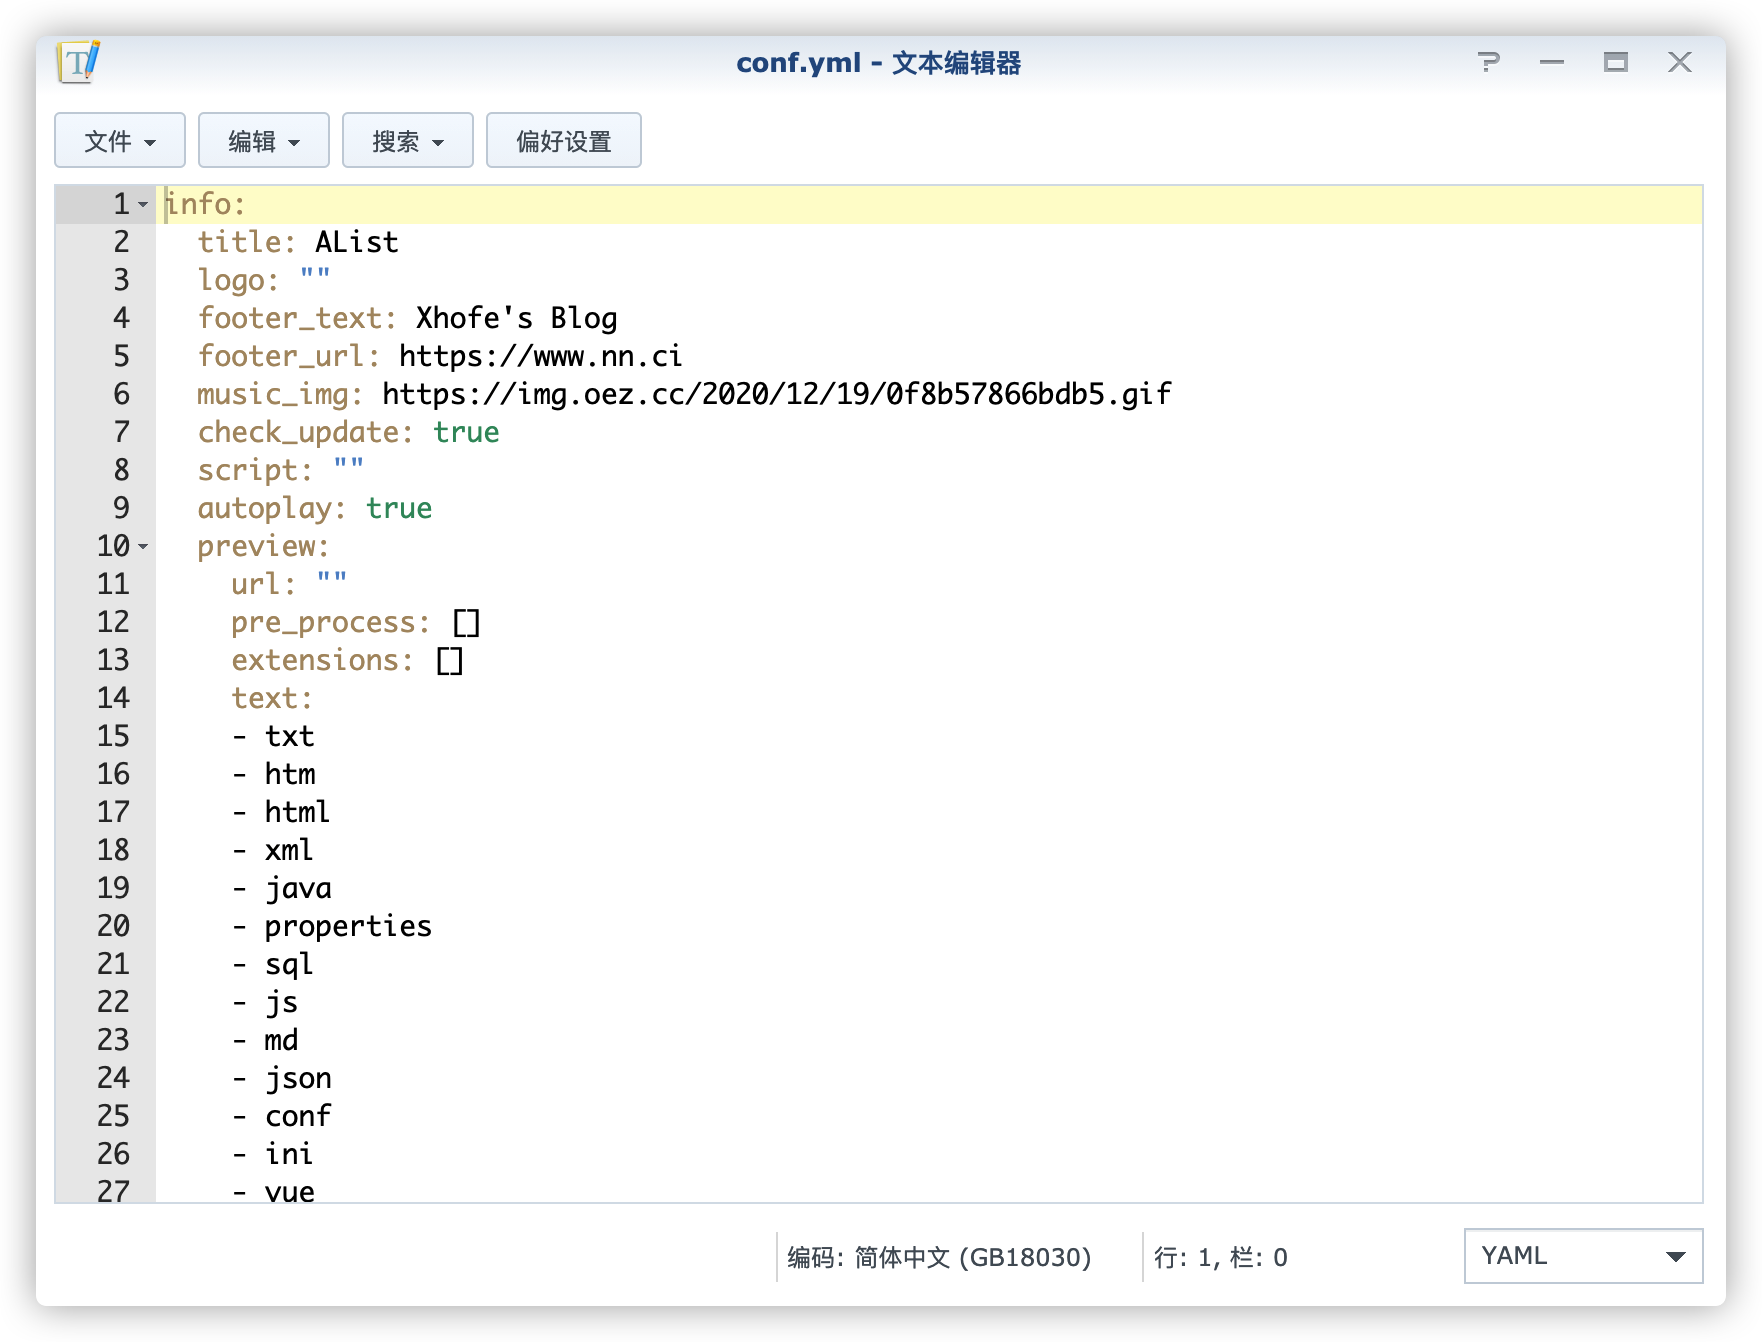 conf.yml - 文本编辑器
文件 编辑 搜索 偏好设置
1 info:
2 title: AList
3 logo: ""
4 footer_text: Xhofe's Blog
5 footer_url: https://www.nn.ci
6 music_img: https://img.oez.cc/2020/12/19/0f8b57866bdb5.gif
7 check_update: true
8 script: ""
9 autoplay: true
10 preview:
11 url: ""
12 pre_process: []
13 extensions: []
14 text:
15 - txt
16 - htm
17 - html
18 - xml
19 - java
20 - properties
21 - sql
22 - js
23 - md
24 - json
25 - conf
26 - ini
27 - vue
编码: 简体中文 (GB18030) 行: 1, 栏: 0 YAML